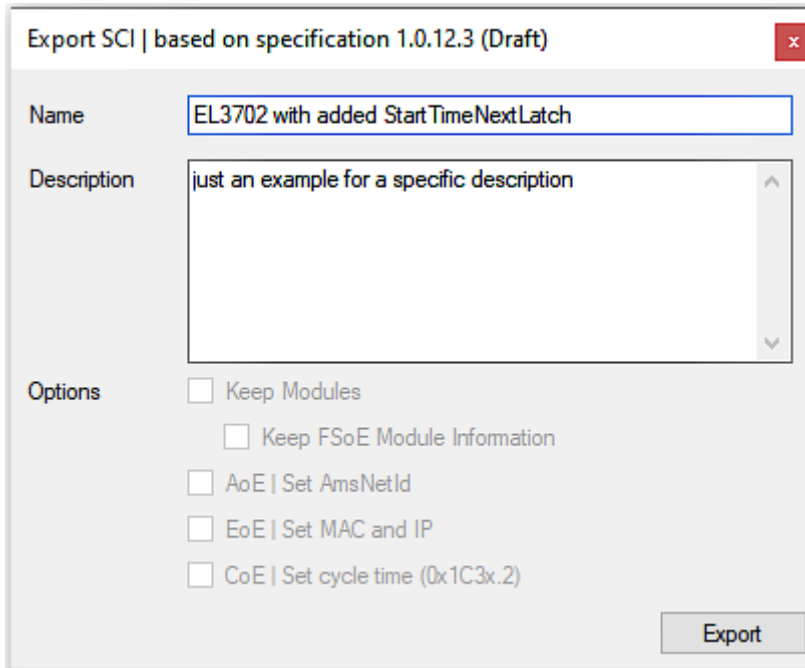 Export SCI | based on specification 1.0.12.3 (Draft)
x
Name
EL3702 with added StartTimeNextLatch
Description
just an example for a specific description
Options
Keep Modules
Keep FSoE Module Information
AoE | Set AmsNetId
EoE | Set MAC and IP
CoE | Set cycle time (0x1C3x.2)
Export